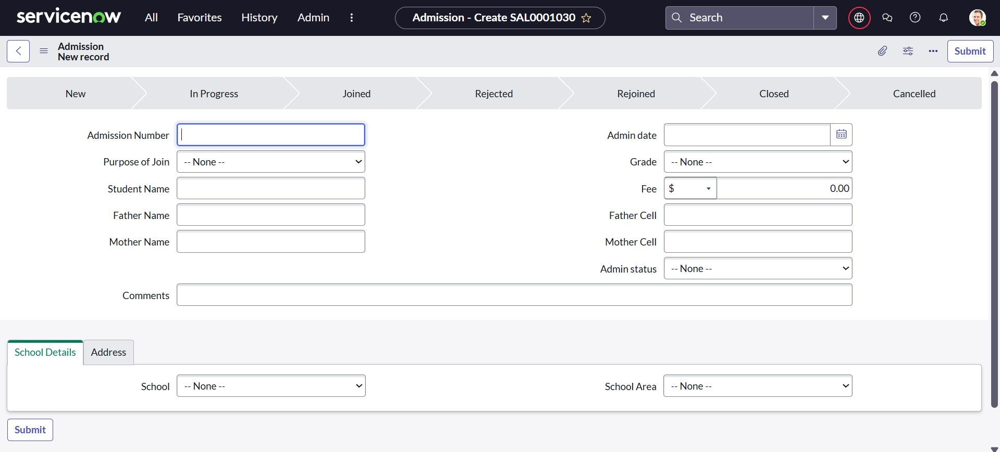 servicenow All Favorites History Admin Admission - Create SAL0001030 Search
Admission
New record
Submit
New In Progress Joined Rejected Rejoined Closed Cancelled
Admission Number Admin date
Purpose of Join -- None -- Grade -- None --
Student Name Fee $ 0.00
Father Name Father Cell
Mother Name Mother Cell
Admin status -- None --
Comments
School Details Address
School -- None -- School Area -- None --
Submit